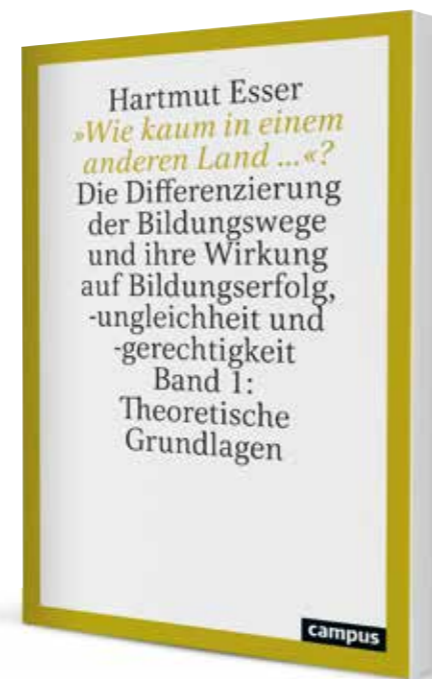 Hartmut Esser
»Wie kaum in einem
anderen Land ...«?
Die Differenzierung
der Bildungswege
und ihre Wirkung
auf Bildungserfolg,
-ungleichheit und
-gerechtigkeit
Band 1:
Theoretische
Grundlagen
campus